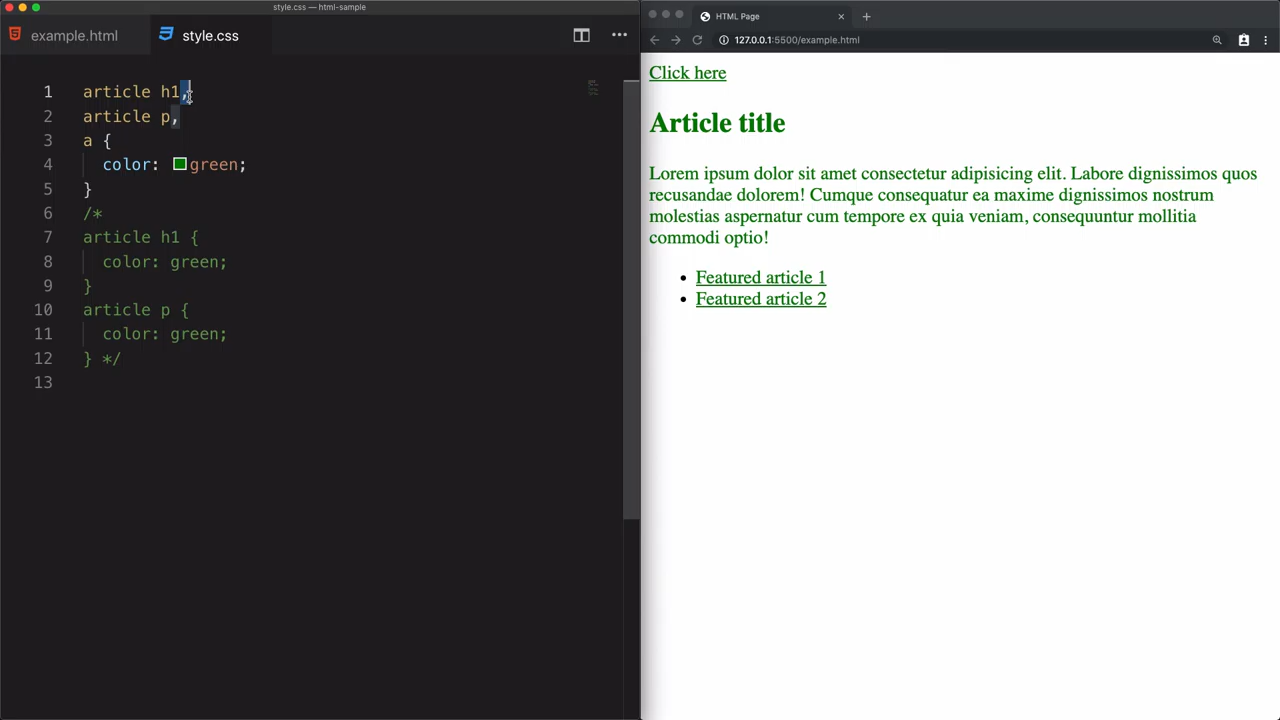 style.css — html-sample
example.html
style.css
1 article h1,
2 article p,
3 a {
4 color: green;
5 }
6 /*
7 article h1 {
8 color: green;
9 }
10 article p {
11 color: green;
12 } */
13
HTML Page
127.0.0.1:5500/example.html
Click here
Article title
Lorem ipsum dolor sit amet consectetur adipisicing elit. Labore dignissimos quos
recusandae dolorem! Cumque consequatur ea maxime dignissimos nostrum
molestias aspernatur cum tempore ex quia veniam, consequuntur mollitia
commodi optio!
• Featured article 1
• Featured article 2